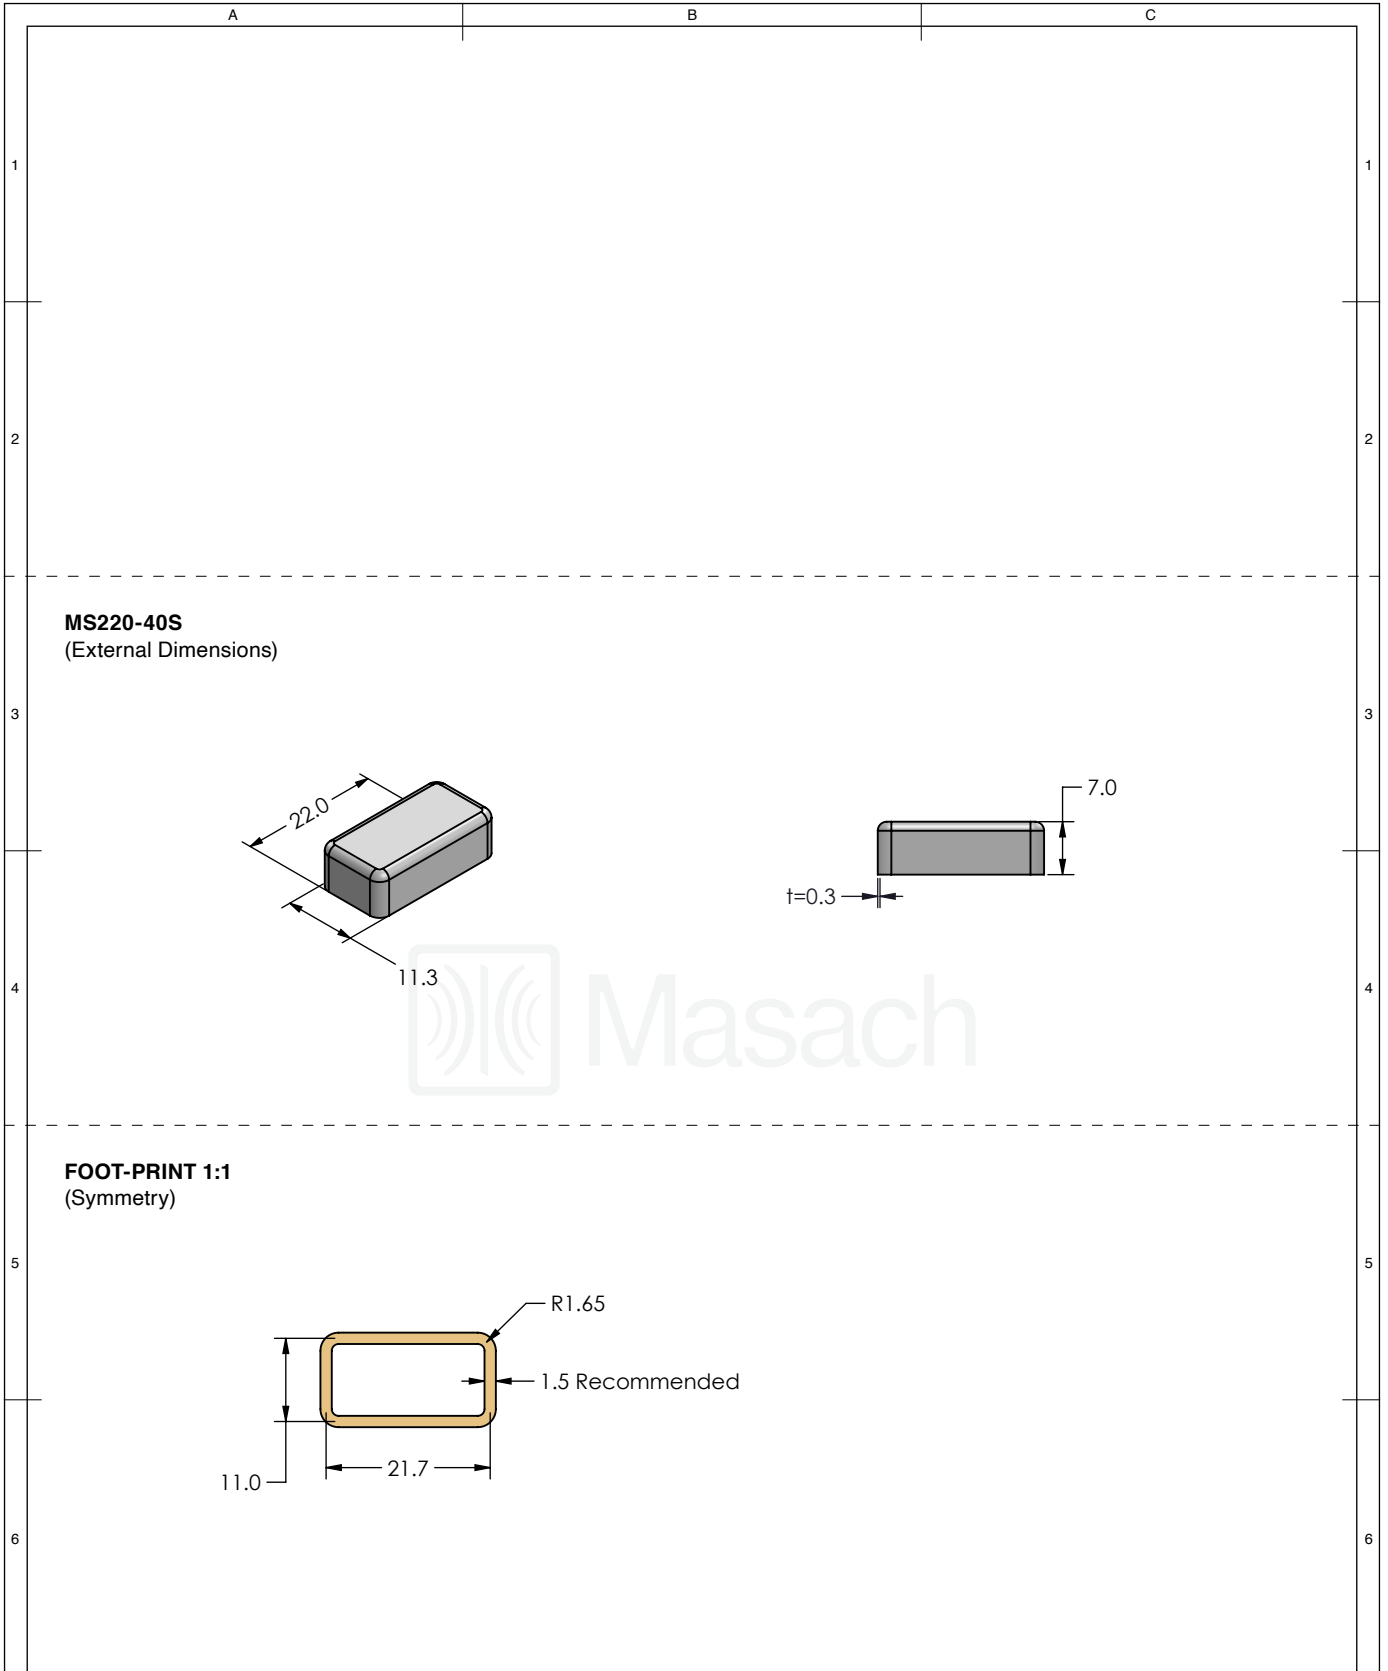 A B C
1 1
2 2
MS220-40S
(External Dimensions)
3 3
22.0
7.0
t=0.3
11.3
4 4
Masach
FOOT-PRINT 1:1
(Symmetry)
5 5
R1.65
1.5 Recommended
21.7
11.0
6 6